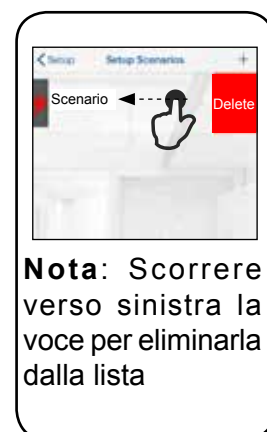 Setup Setup Scenarios +
Scenario Delete
Nota: Scorrere
verso sinistra la
voce per eliminarla
dalla lista